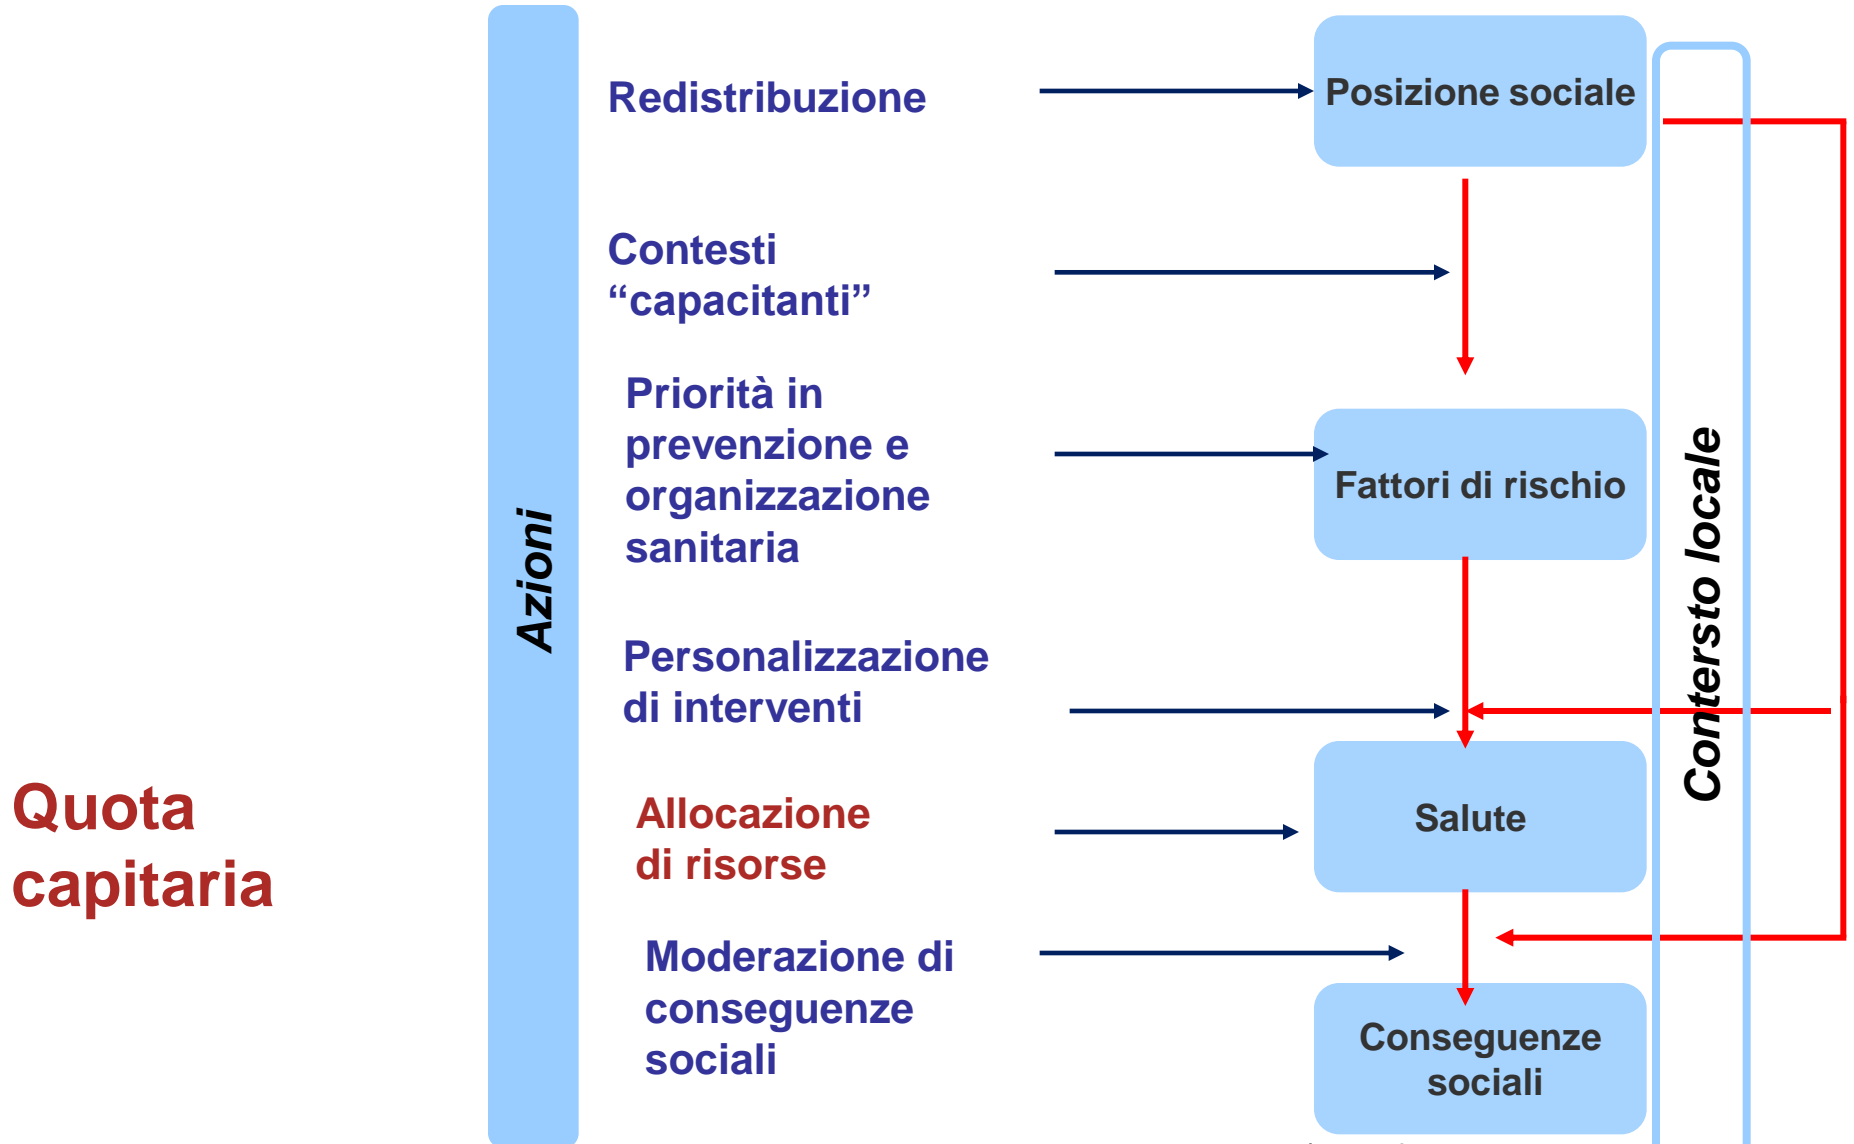 Redistribuzione
Posizione sociale
Contesti
“capacitanti”
Priorità in
prevenzione e
organizzazione
sanitaria
Fattori di rischio
Azioni
Contersto locale
Personalizzazione
di interventi
Quota
capitaria
Allocazione
di risorse
Salute
Moderazione di
conseguenze
sociali
Conseguenze
sociali